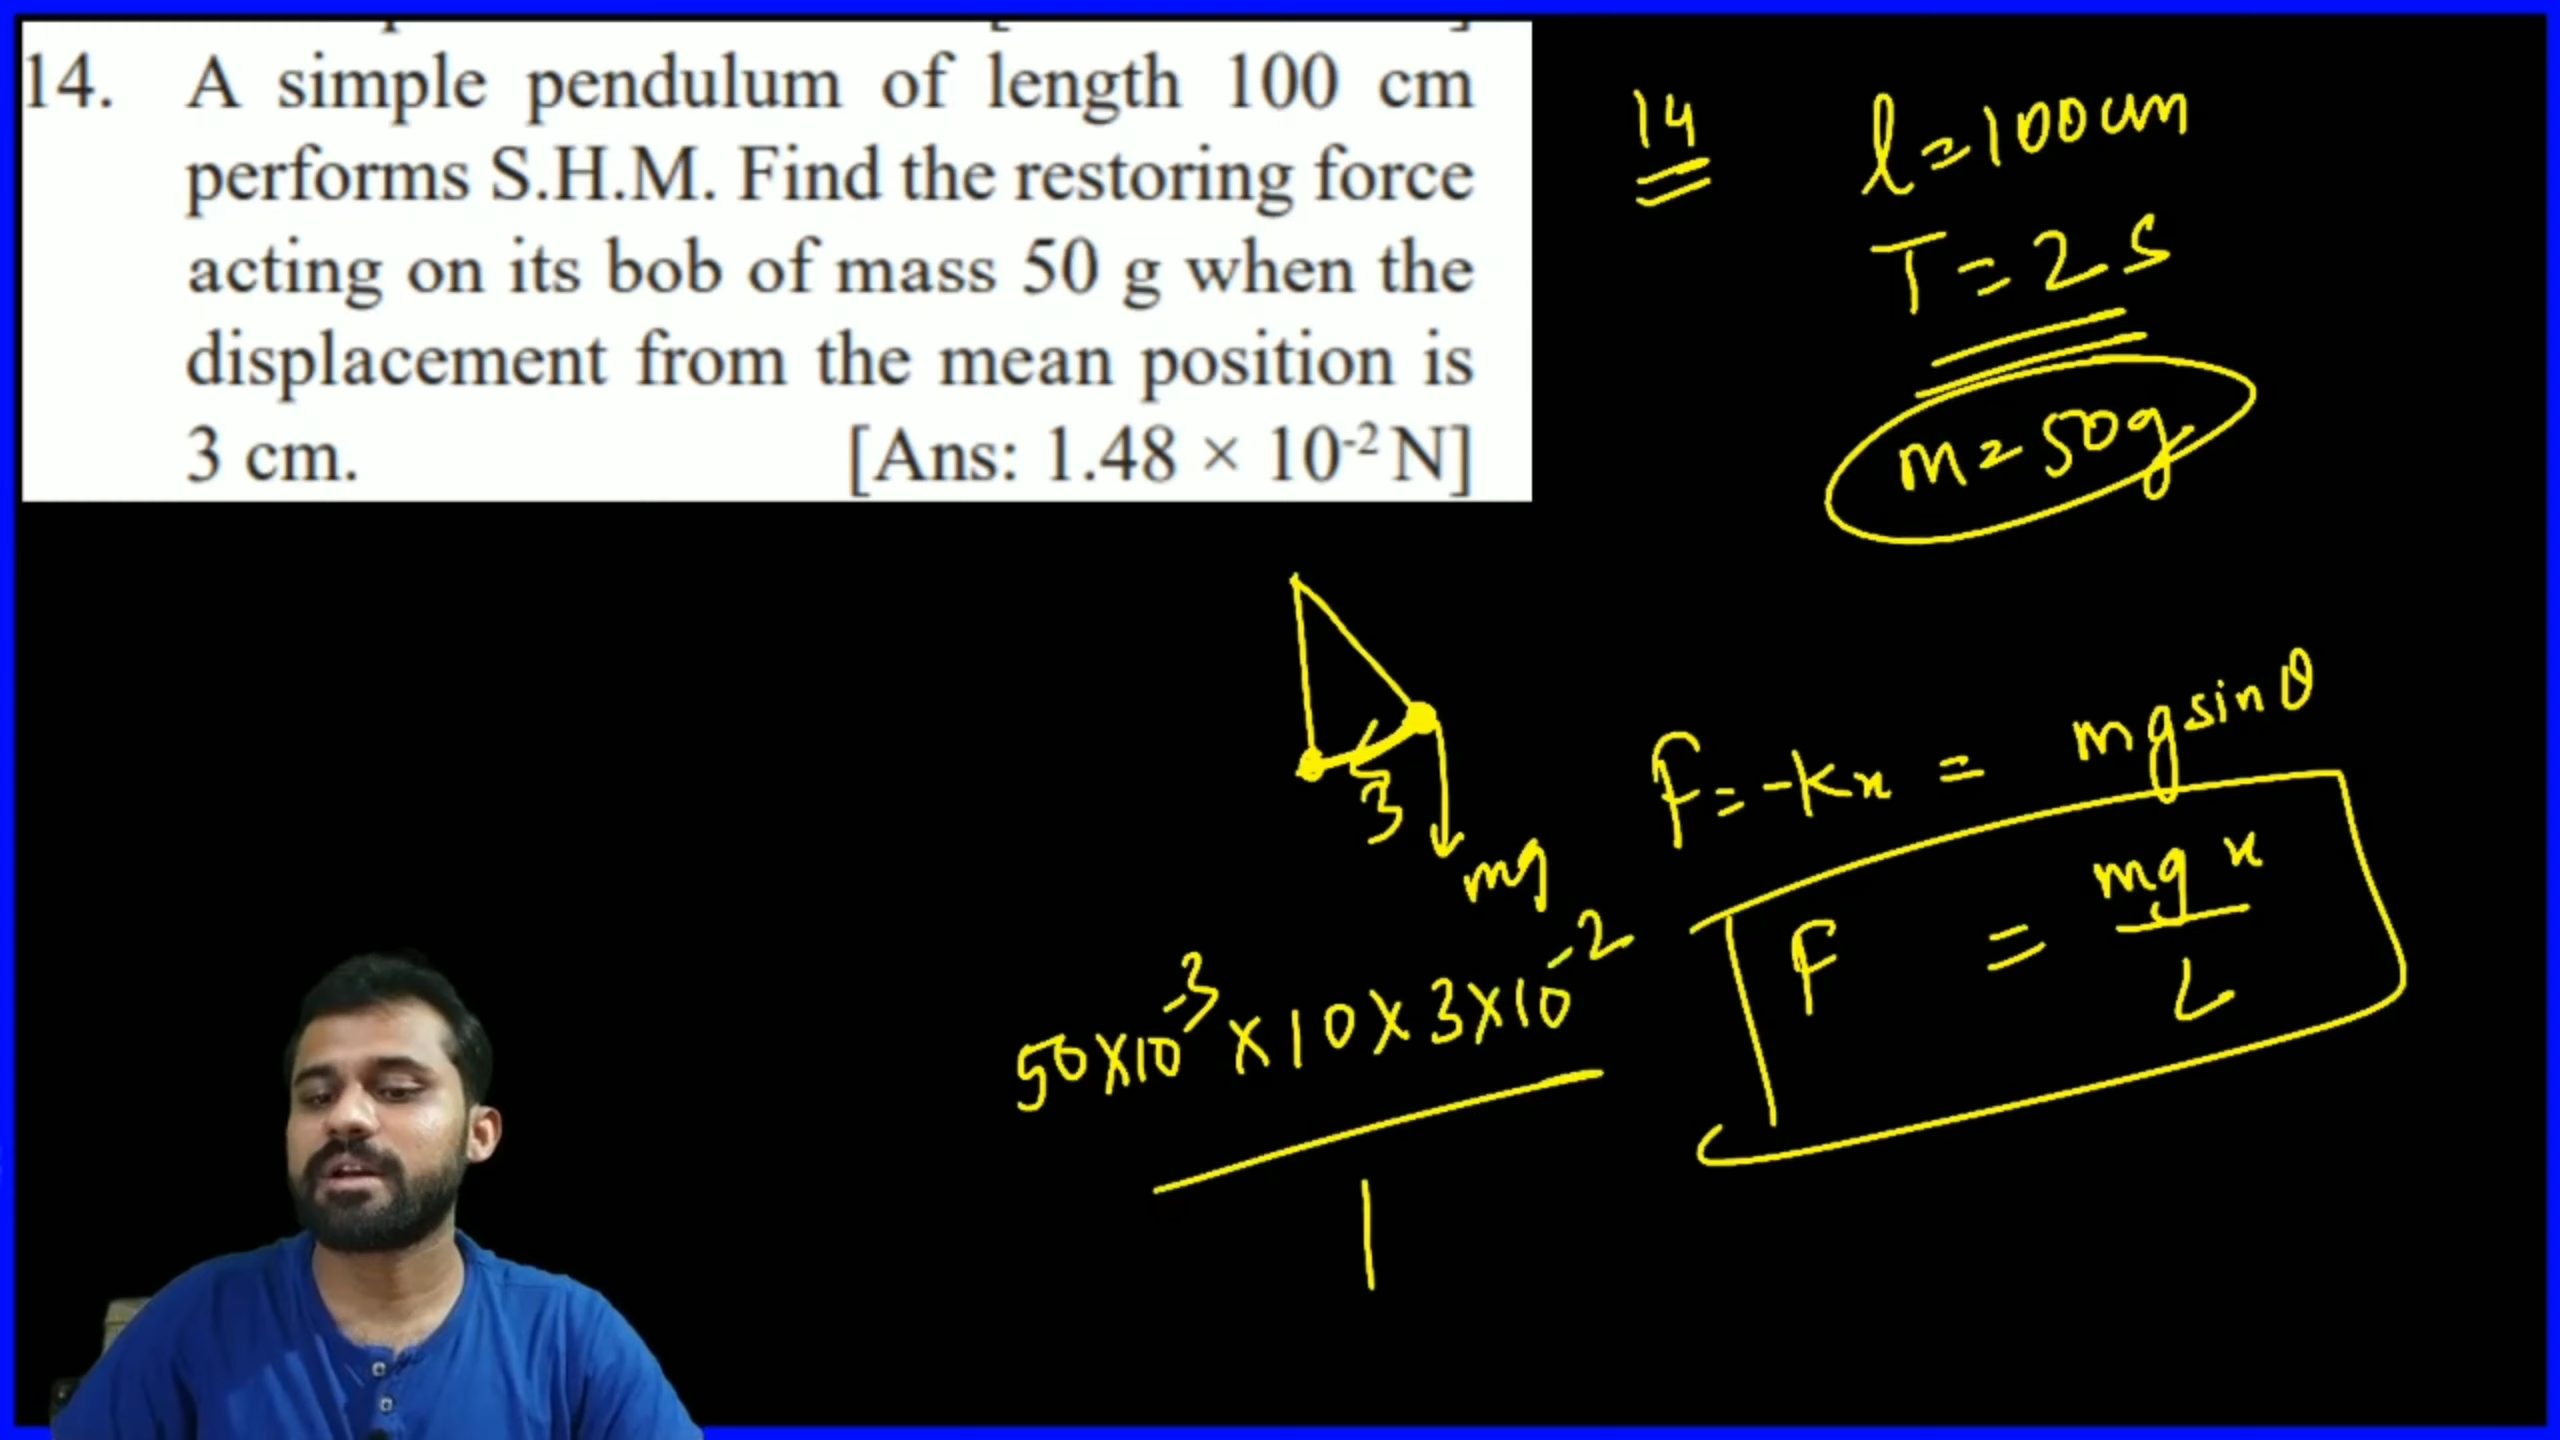 14. A simple pendulum of length 100 cm
performs S.H.M. Find the restoring force
acting on its bob of mass 50 g when the
displacement from the mean position is
3 cm. [Ans: 1.48 × 10⁻² N]
14
l = 100 cm
T = 2 s
m = 50g
3
mg
F = -Kx = mg sin θ
F = mg x / L
50×10⁻³ × 10 × 3×10⁻²
1